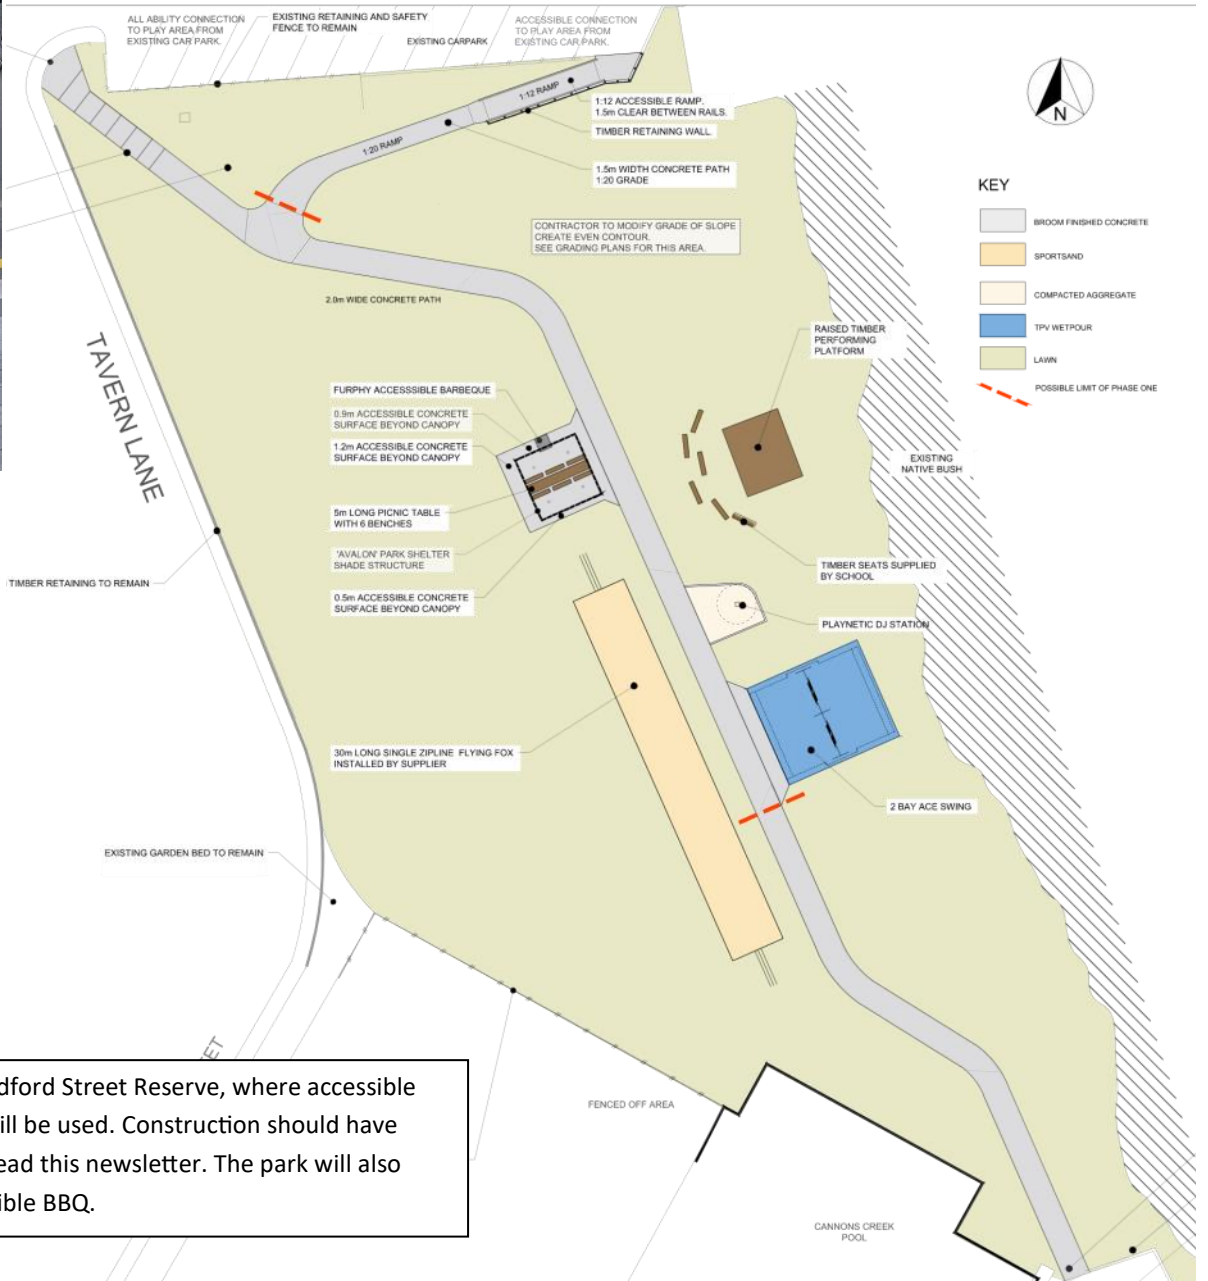 ALL ABILITY CONNECTION
TO PLAY AREA FROM
EXISTING CAR PARK.
EXISTING RETAINING AND SAFETY
FENCE TO REMAIN
EXISTING CARPARK
ACCESSIBLE CONNECTION
TO PLAY AREA FROM
EXISTING CAR PARK.
N
1:12 RAMP
1:12 ACCESSIBLE RAMP.
1.5m CLEAR BETWEEN RAILS.
TIMBER RETAINING WALL
1:20 RAMP
1.5m WIDTH CONCRETE PATH
1:20 GRADE
KEY
BROOM FINISHED CONCRETE
SPORTSAND
COMPACTED AGGREGATE
TPV WETPOUR
LAWN
POSSIBLE LIMIT OF PHASE ONE
CONTRACTOR TO MODIFY GRADE OF SLOPE
CREATE EVEN CONTOUR.
SEE GRADING PLANS FOR THIS AREA.
2.0m WIDE CONCRETE PATH
TAVERN LANE
RAISED TIMBER
PERFORMING
PLATFORM
FURPHY ACCESSSIBLE BARBEQUE
0.9m ACCESSIBLE CONCRETE
SURFACE BEYOND CANOPY
1.2m ACCESSIBLE CONCRETE
SURFACE BEYOND CANOPY
EXISTING
NATIVE BUSH
5m LONG PICNIC TABLE
WITH 6 BENCHES
'AVALON' PARK SHELTER
SHADE STRUCTURE
TIMBER SEATS SUPPLIED
BY SCHOOL
TIMBER RETAINING TO REMAIN
0.5m ACCESSIBLE CONCRETE
SURFACE BEYOND CANOPY
PLAYNETIC DJ STATION
30m LONG SINGLE ZIPLINE FLYING FOX
INSTALLED BY SUPPLIER
2 BAY ACE SWING
EXISTING GARDEN BED TO REMAIN
FENCED OFF AREA
dford Street Reserve, where accessible
ill be used. Construction should have
ead this newsletter. The park will also
ible BBQ.
CANNONS CREEK
POOL